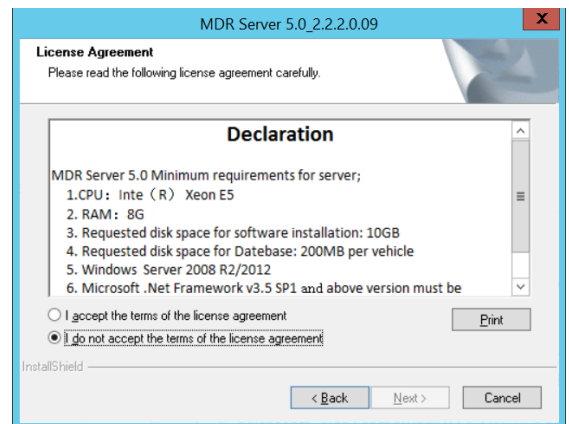 MDR Server 5.0_2.2.2.0.09
X
License Agreement
Please read the following license agreement carefully.
Declaration
MDR Server 5.0 Minimum requirements for server;
1.CPU： Inte（R） Xeon E5
2. RAM： 8G
3. Requested disk space for software installation: 10GB
4. Requested disk space for Datebase: 200MB per vehicle
5. Windows Server 2008 R2/2012
6. Microsoft .Net Framework v3.5 SP1 and above version must be
I accept the terms of the license agreement
Print
I do not accept the terms of the license agreement
InstallShield
< Back
Next >
Cancel